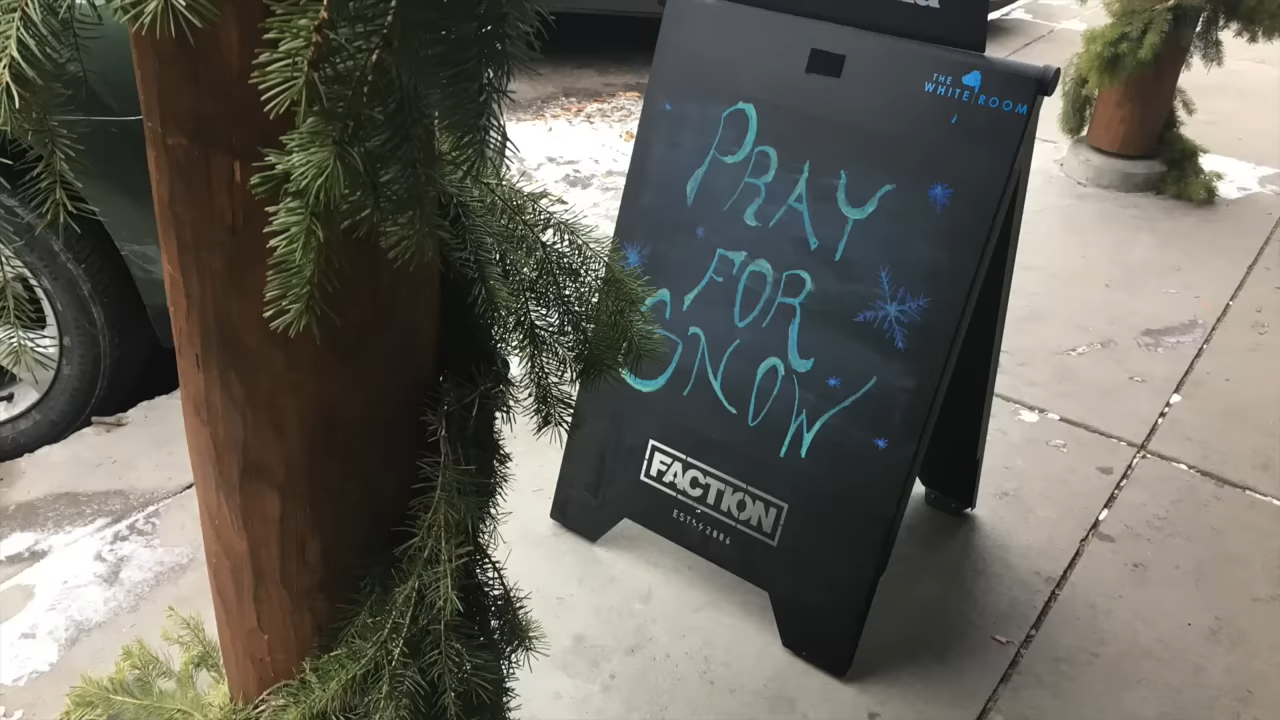 THE
WHITE ROOM
PRAY
FOR
SNOW
FACTION
EST 2006